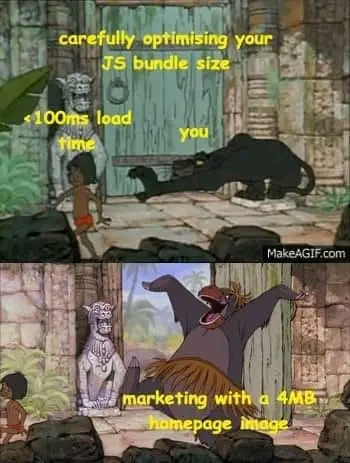 carefully optimising your
JS bundle size
<100ms load
time
you
MakeAGIF.com
marketing with a 4MB
homepage image